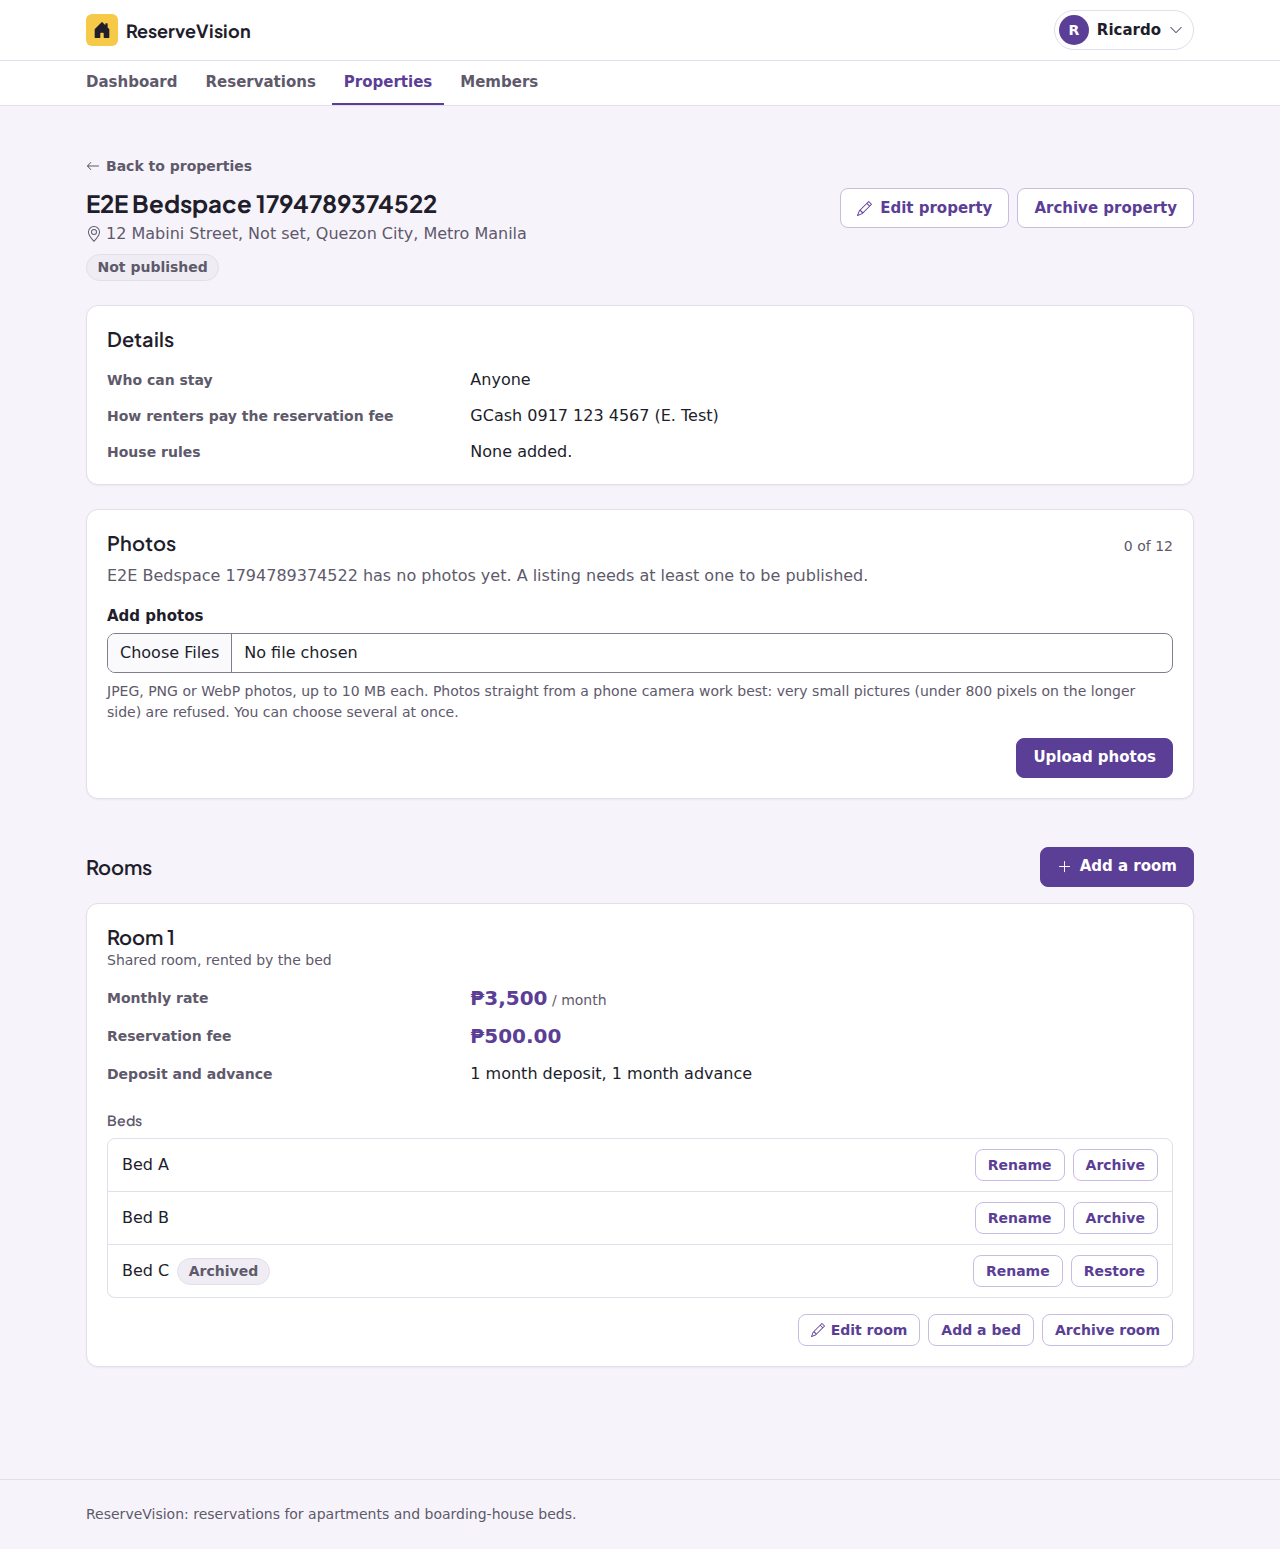 ReserveVision
R Ricardo
Dashboard Reservations Properties Members
Back to properties
E2E Bedspace 1794789374522
Edit property Archive property
12 Mabini Street, Not set, Quezon City, Metro Manila
Not published
Details
Who can stay Anyone
How renters pay the reservation fee GCash 0917 123 4567 (E. Test)
House rules None added.
Photos 0 of 12
E2E Bedspace 1794789374522 has no photos yet. A listing needs at least one to be published.
Add photos
Choose Files No file chosen
JPEG, PNG or WebP photos, up to 10 MB each. Photos straight from a phone camera work best: very small pictures (under 800 pixels on the longer
side) are refused. You can choose several at once.
Upload photos
Rooms Add a room
Room 1
Shared room, rented by the bed
Monthly rate ₱3,500 / month
Reservation fee ₱500.00
Deposit and advance 1 month deposit, 1 month advance
Beds
Bed A Rename Archive
Bed B Rename Archive
Bed C Archived Rename Restore
Edit room Add a bed Archive room
ReserveVision: reservations for apartments and boarding-house beds.